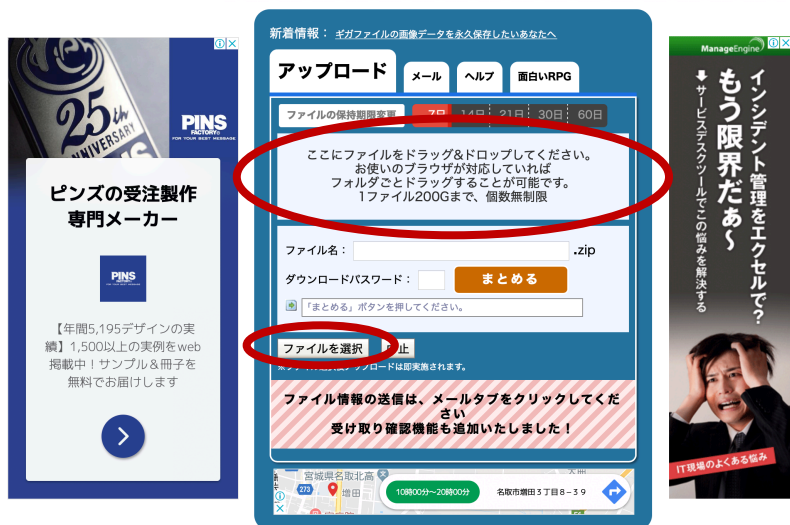 新着情報： ギガファイルの画像データを永久保存したいあなたへ
アップロード
メール
ヘルプ
面白いRPG
ファイルの保持期限変更
7日 14日 21日 30日 60日
ここにファイルをドラッグ&ドロップしてください。
お使いのブラウザが対応していれば
フォルダごとドラッグすることが可能です。
1ファイル200Gまで、個数無制限
ファイル名：
.zip
ダウンロードパスワード：
まとめる
「まとめる」ボタンを押してください。
ファイルを選択
ファイル情報の送信は、メールタブをクリックしてくだ
さい
受け取り確認機能も追加いたしました！
宮城県名取北高
273
増田
10時00分〜20時00分
名取市増田３丁目８−３９
25th
ANNIVERSARY
PINS
FACTORY®
FOR YOUR BEST MESSAGE
ピンズの受注製作
専門メーカー
PINS
【年間5,195デザインの実
績】1,500以上の実例をweb
掲載中！サンプル＆冊子を
無料でお届けします
ManageEngine
インシデント管理をエクセルで？
もう限界だぁ〜
サービスデスクツールでこの悩みを解決する
IT現場のよくある悩み